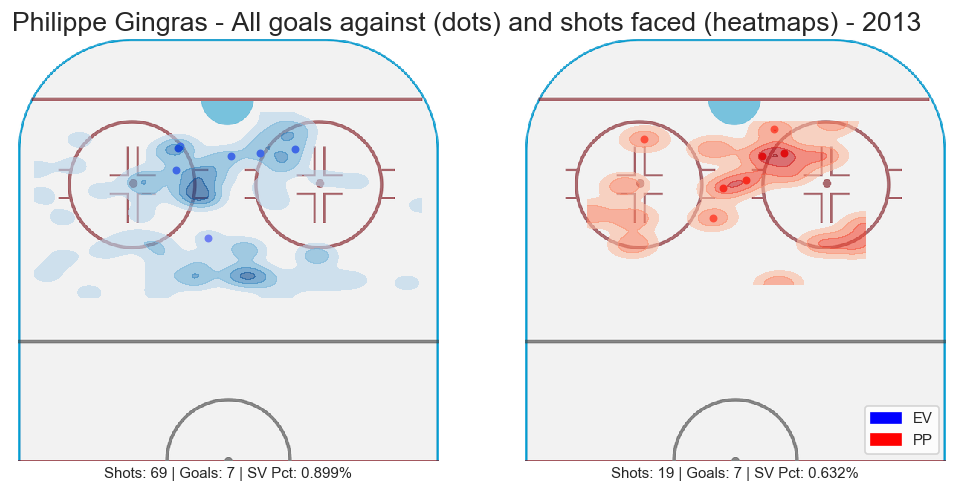 Philippe Gingras - All goals against (dots) and shots faced (heatmaps) - 2013
EV
PP
Shots: 69 | Goals: 7 | SV Pct: 0.899%
Shots: 19 | Goals: 7 | SV Pct: 0.632%